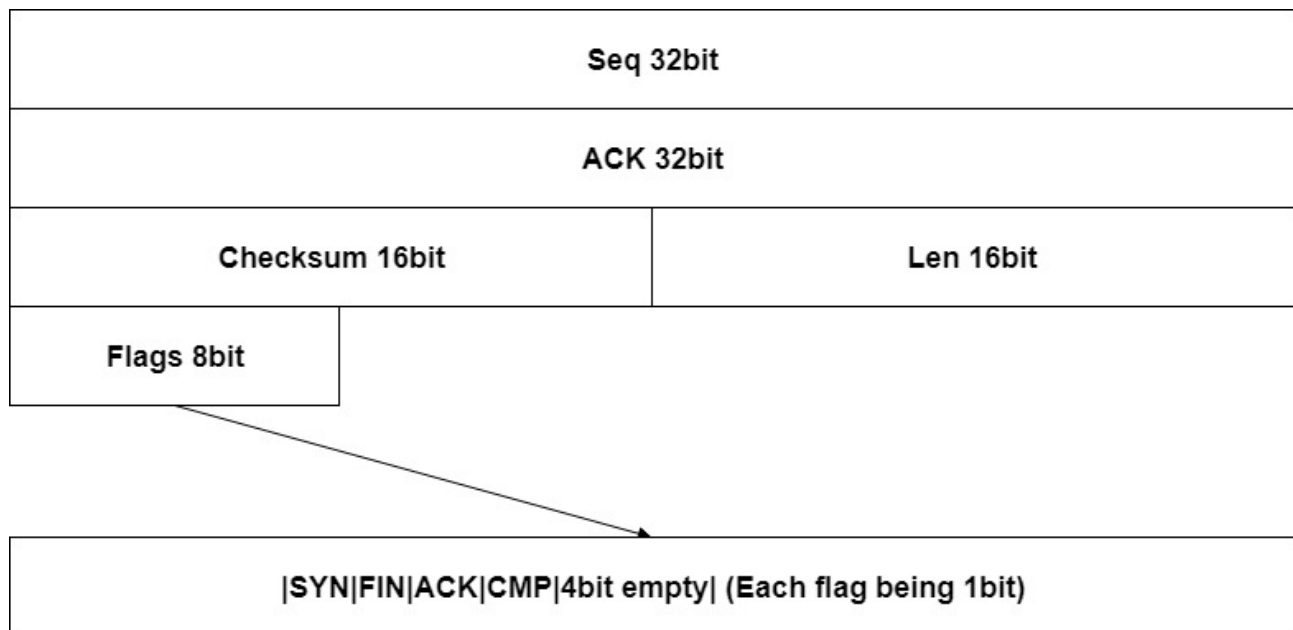 Seq 32bit
ACK 32bit
Checksum 16bit
Len 16bit
Flags 8bit
|SYN|FIN|ACK|CMP|4bit empty| (Each flag being 1bit)